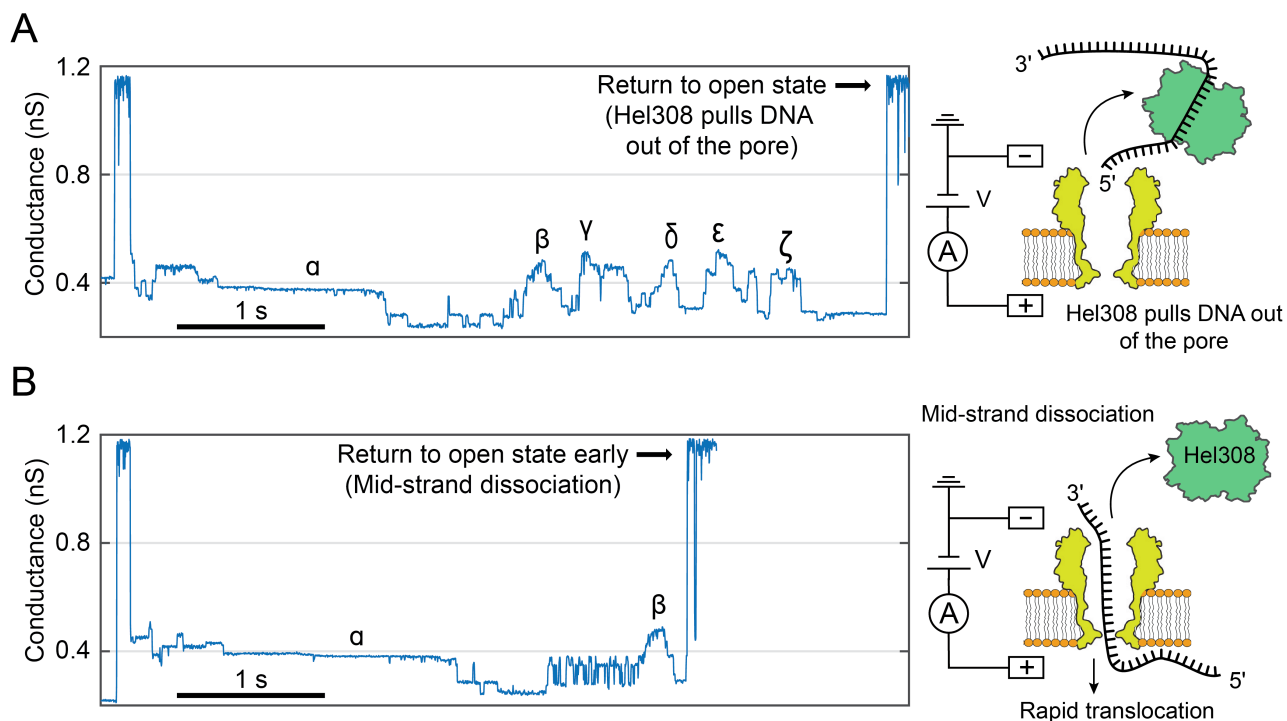 A
Conductance (nS)
1.2
0.8
0.4
Return to open state
(Hel308 pulls DNA
out of the pore)
α
β
γ
δ
ε
ζ
1 s
3'
5'
−
V
A
+
Hel308 pulls DNA out
of the pore
B
Conductance (nS)
1.2
0.8
0.4
Return to open state early
(Mid-strand dissociation)
α
β
1 s
Mid-strand dissociation
Hel308
3'
−
V
A
+
5'
Rapid translocation